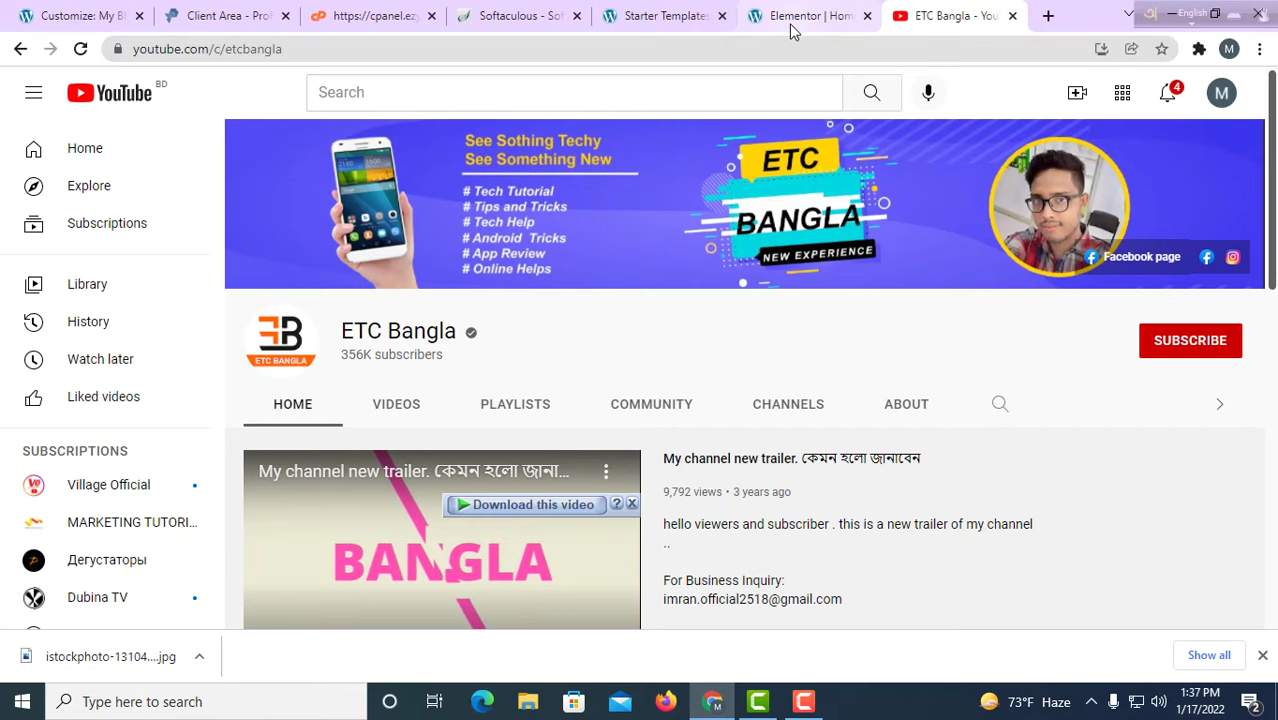 Customize: My Bl
Client Area - Prof
https://cpanel.ez
Softaculous - Sof
Starter Templates
Elementor | Hom
ETC Bangla - You
English
youtube.com/c/etcbangla
M
YouTube BD
Search
4
M
Home
Explore
Subscriptions
Library
History
Watch later
Liked videos
SUBSCRIPTIONS
Village Official
MARKETING TUTORI...
Дегустаторы
Dubina TV
See Sothing Techy
See Something New
# Tech Tutorial
# Tips and Tricks
# Tech Help
# Android Tricks
# App Review
# Online Helps
ETC
BANGLA
NEW EXPERIENCE
Facebook page
ETC BANGLA
ETC Bangla
356K subscribers
SUBSCRIBE
HOME
VIDEOS
PLAYLISTS
COMMUNITY
CHANNELS
ABOUT
My channel new trailer. কেমন হলো জানা...
Download this video
?
BANGLA
My channel new trailer. কেমন হলো জানাবেন
9,792 views • 3 years ago
hello viewers and subscriber . this is a new trailer of my channel
..
For Business Inquiry:
imran.official2518@gmail.com
istockphoto-13104....jpg
Show all
Type here to search
73°F Haze
1:37 PM
1/17/2022
2